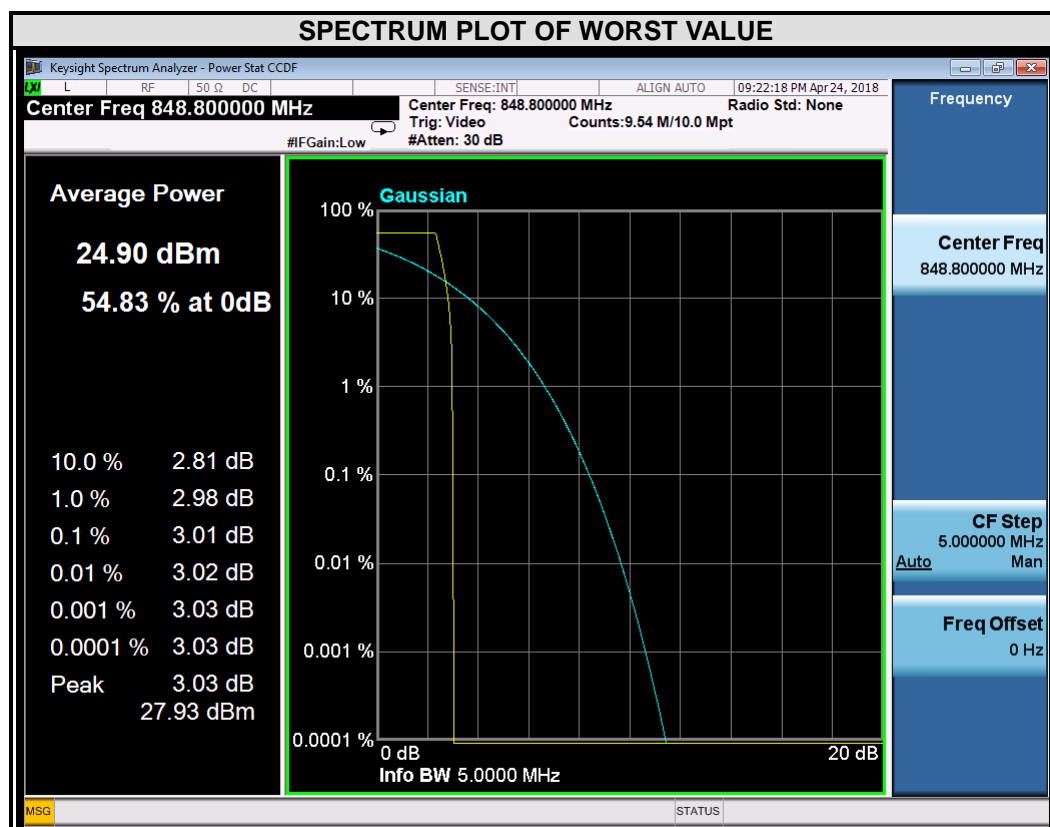 SPECTRUM PLOT OF WORST VALUE
Keysight Spectrum Analyzer - Power Stat CCDF
LXI L RF 50 Ω DC SENSE:INT ALIGN AUTO 09:22:18 PM Apr 24, 2018
Center Freq 848.800000 MHz
Center Freq: 848.800000 MHz Radio Std: None
Trig: Video Counts:9.54 M/10.0 Mpt
#IFGain:Low #Atten: 30 dB
Average Power
24.90 dBm
54.83 % at 0dB
10.0 % 2.81 dB
1.0 % 2.98 dB
0.1 % 3.01 dB
0.01 % 3.02 dB
0.001 % 3.03 dB
0.0001 % 3.03 dB
Peak 3.03 dB
27.93 dBm
Gaussian
100 %
10 %
1 %
0.1 %
0.01 %
0.001 %
0.0001 %
0 dB 20 dB
Info BW 5.0000 MHz
Frequency
Center Freq
848.800000 MHz
CF Step
5.000000 MHz
Auto Man
Freq Offset
0 Hz
MSG STATUS